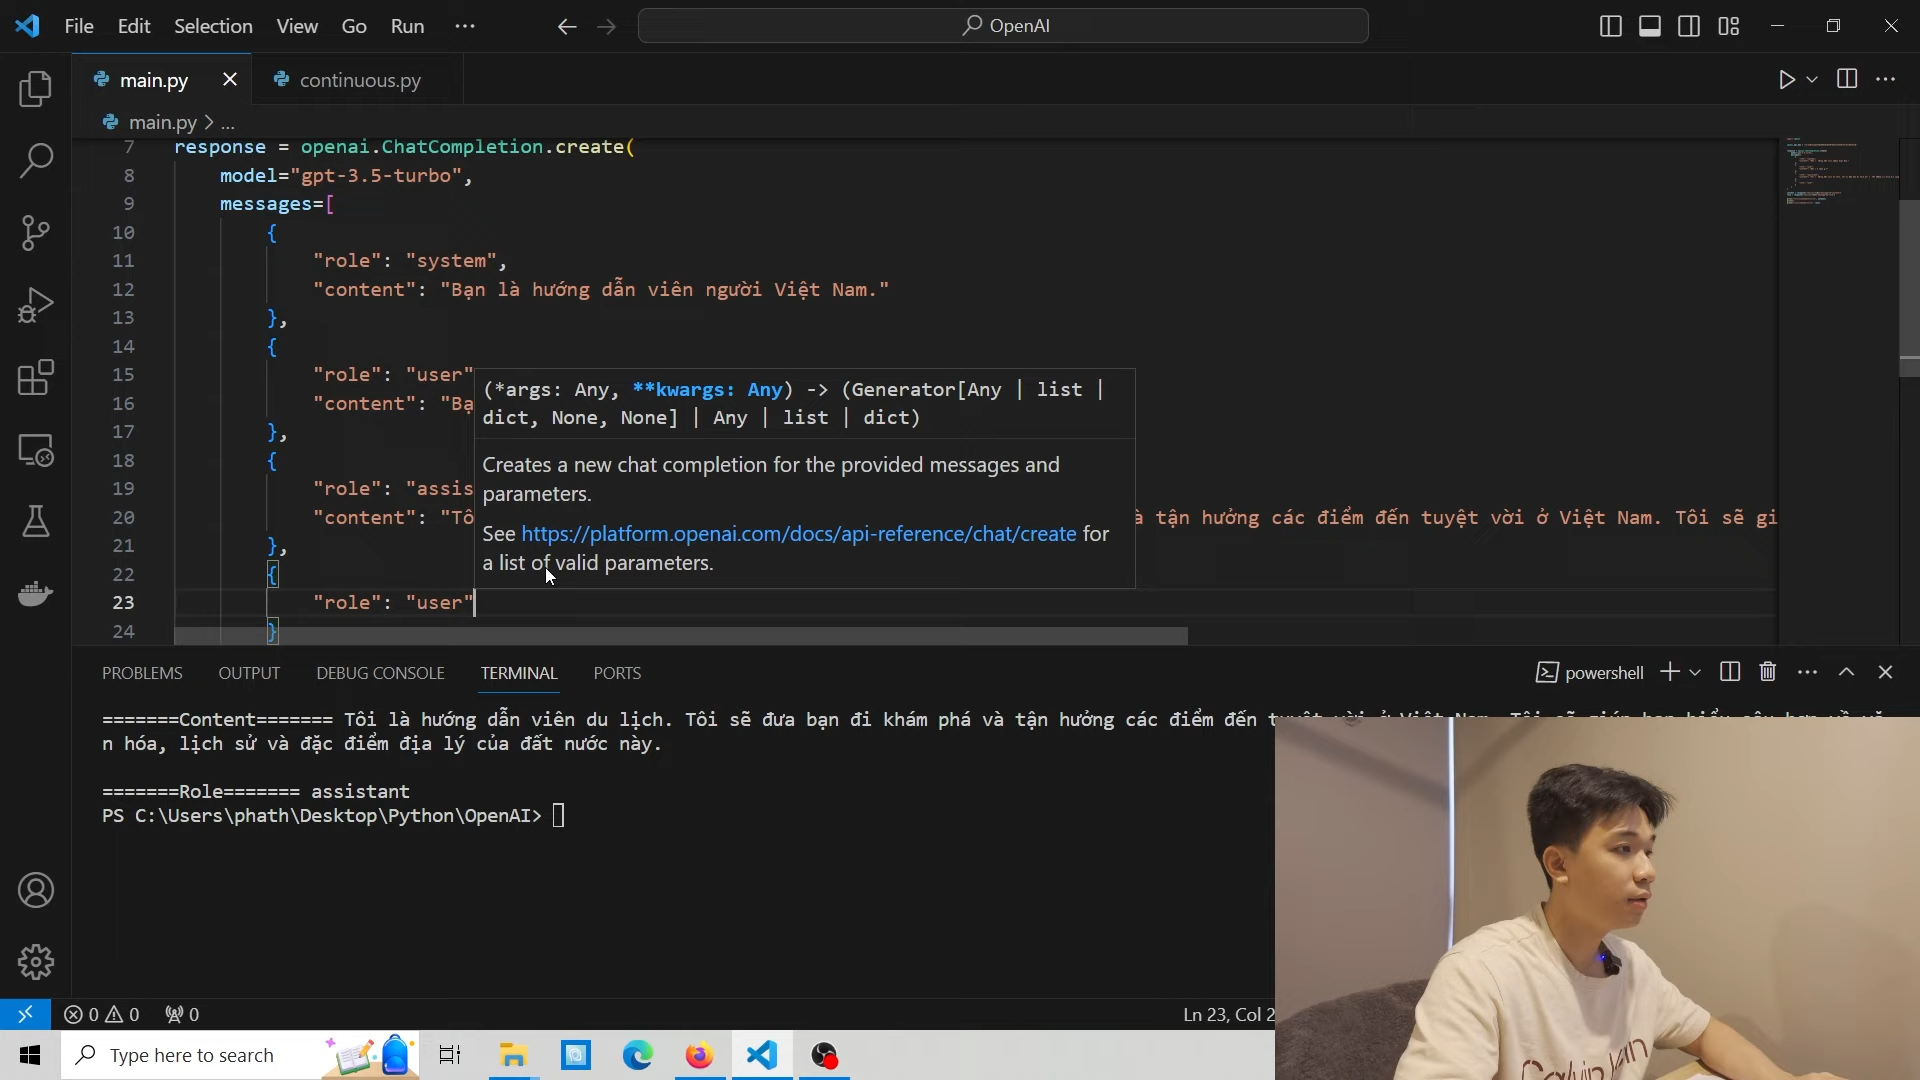 File Edit Selection View Go Run ··· OpenAI
main.py continuous.py
main.py > ...
7 response = openai.ChatCompletion.create(
8 model="gpt-3.5-turbo",
9 messages=[
10 {
11 "role": "system",
12 "content": "Bạn là hướng dẫn viên người Việt Nam."
13 },
14 {
15 "role": "user"
16 "content": "Bạ
17 },
18 {
19 "role": "assis
20 "content": "Tô à tận hưởng các điểm đến tuyệt vời ở Việt Nam. Tôi sẽ gi
21 },
22 {
23 "role": "user"
24 }
(*args: Any, **kwargs: Any) -> (Generator[Any | list |
dict, None, None] | Any | list | dict)
Creates a new chat completion for the provided messages and
parameters.
See https://platform.openai.com/docs/api-reference/chat/create for
a list of valid parameters.
PROBLEMS OUTPUT DEBUG CONSOLE TERMINAL PORTS powershell
=======Content======= Tôi là hướng dẫn viên du lịch. Tôi sẽ đưa bạn đi khám phá và tận hưởng các điểm đến
n hóa, lịch sử và đặc điểm địa lý của đất nước này.
=======Role======= assistant
PS C:\Users\phath\Desktop\Python\OpenAI>
0 0 0 Ln 23, Col 2
Type here to search